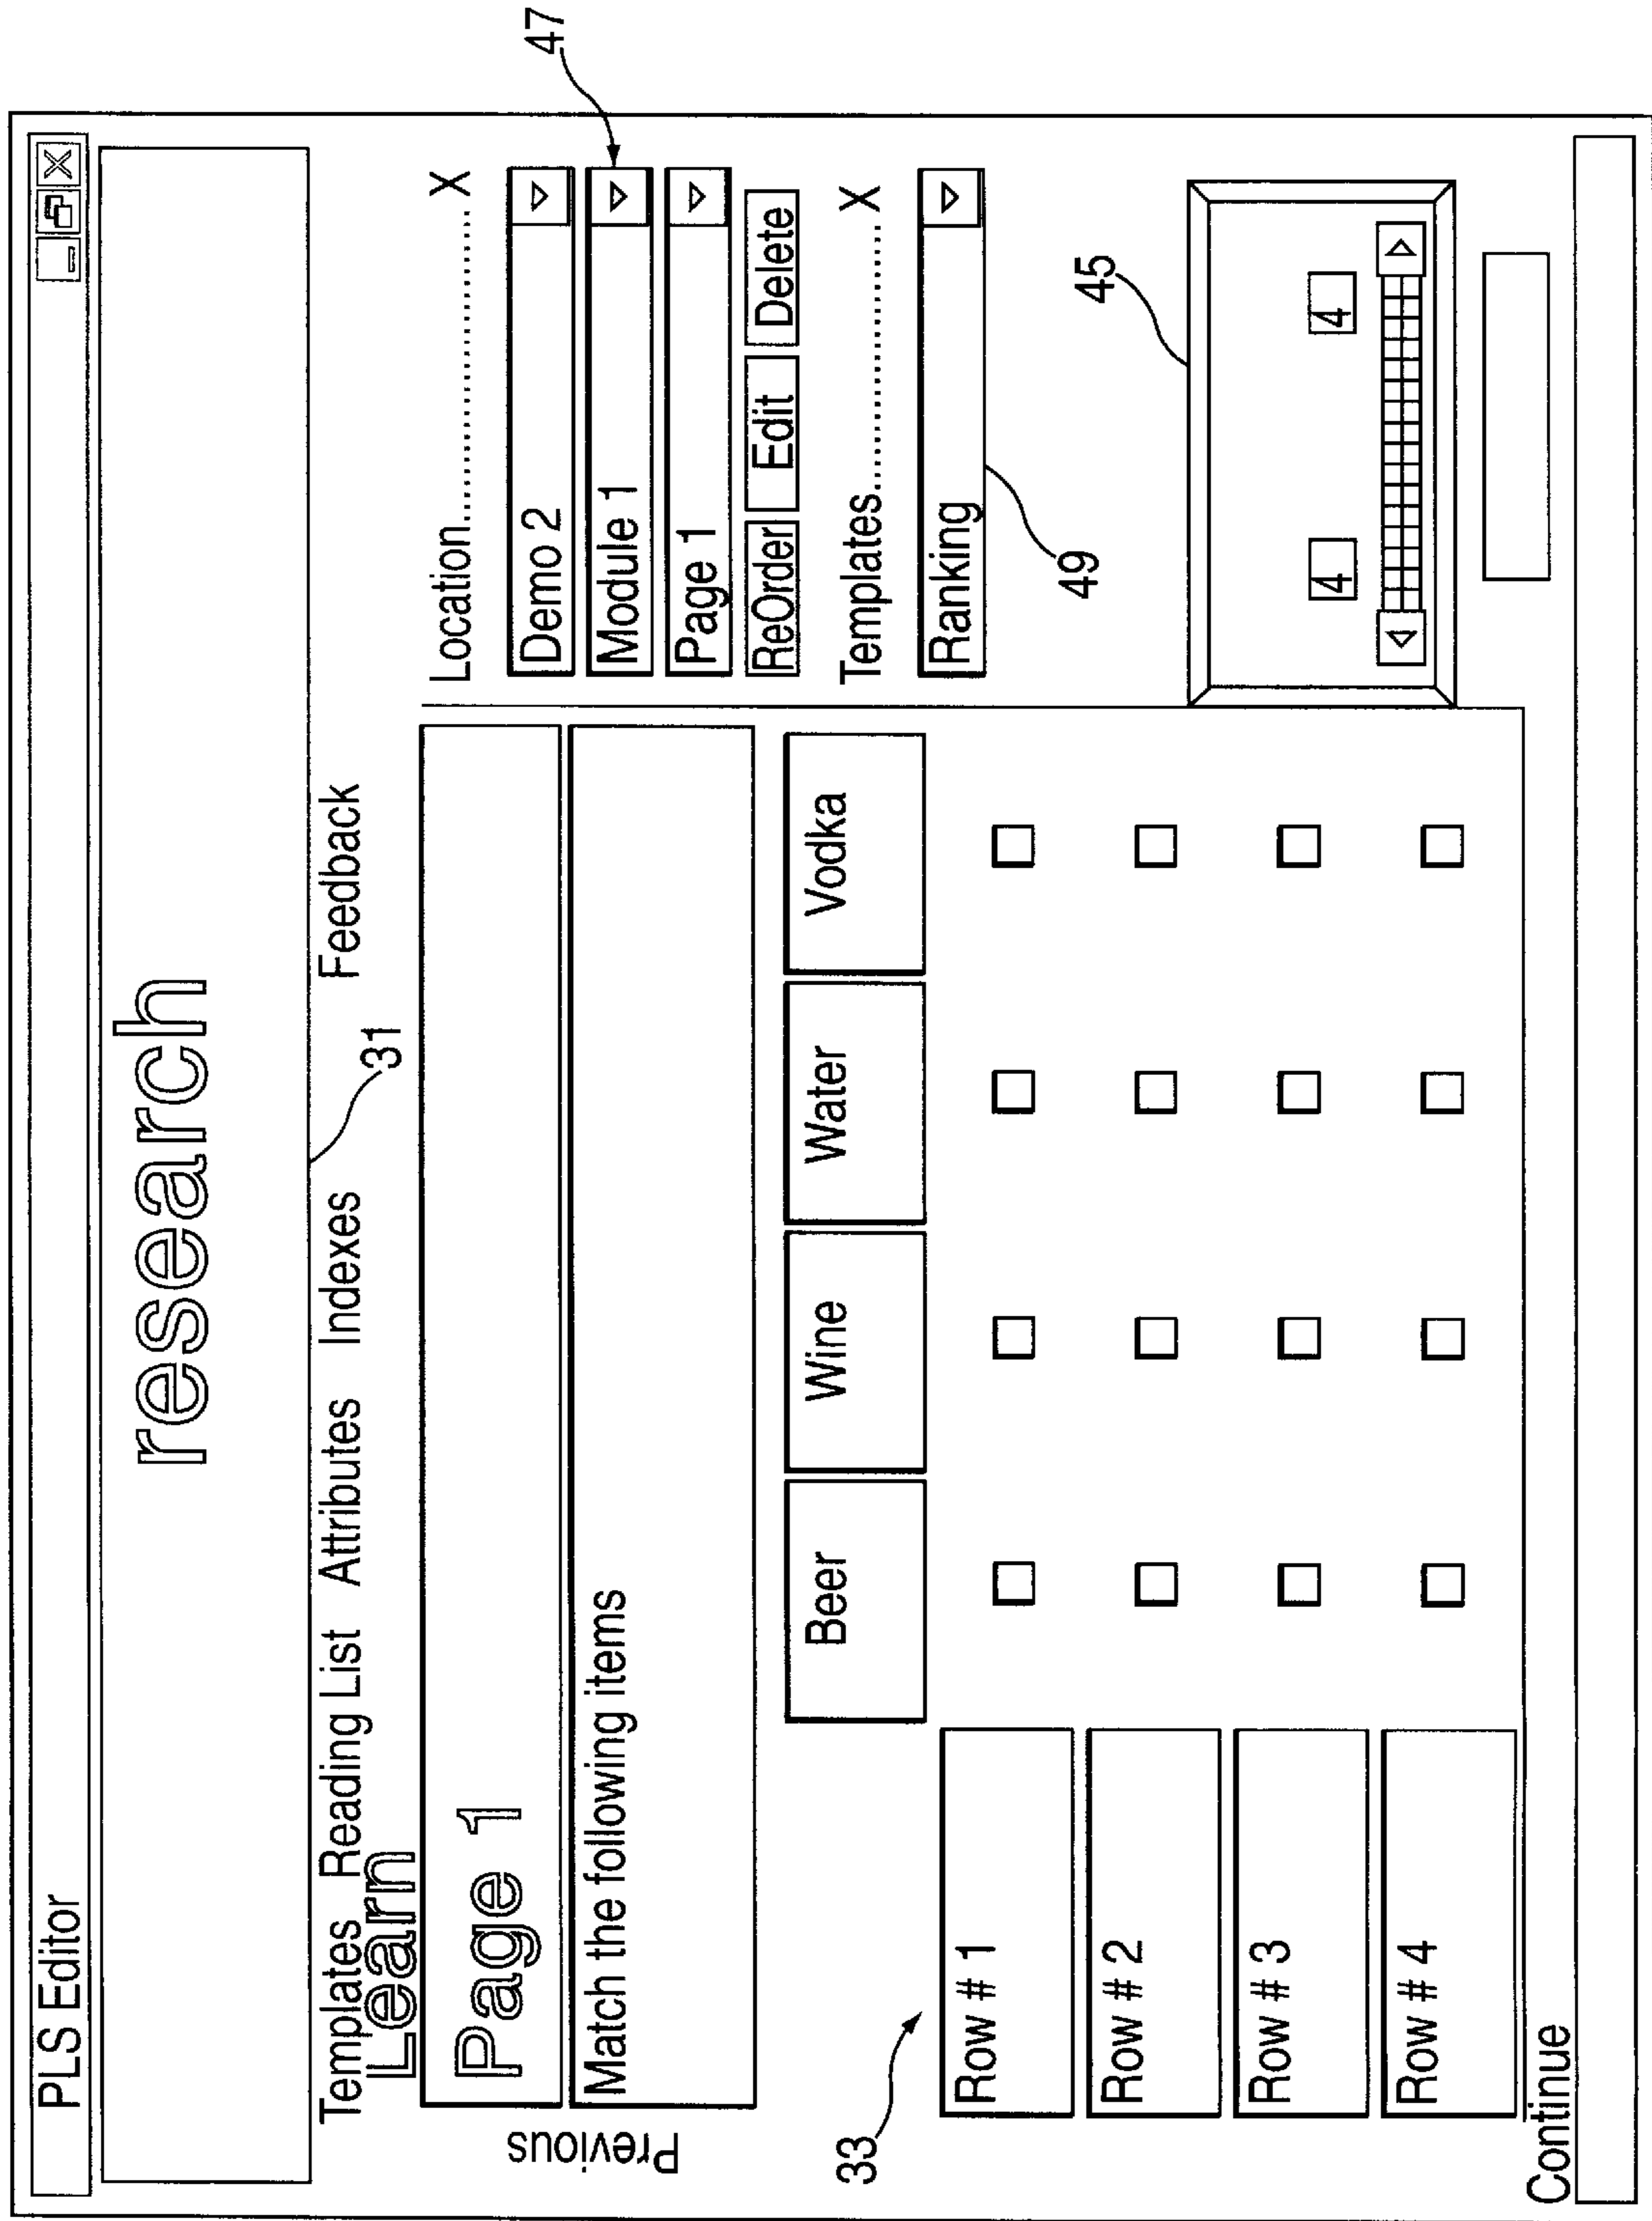 PLS Editor
X
research
Templates Reading List Attributes Indexes Feedback
31
Learn
Previous
Page 1
Match the following items
Beer Wine Water Vodka
33
Row # 1
Row # 2
Row # 3
Row # 4
Continue
Location............................. X
47
Demo 2
Module 1
Page 1
ReOrder Edit Delete
Templates........................ X
Ranking
49
45
4 4